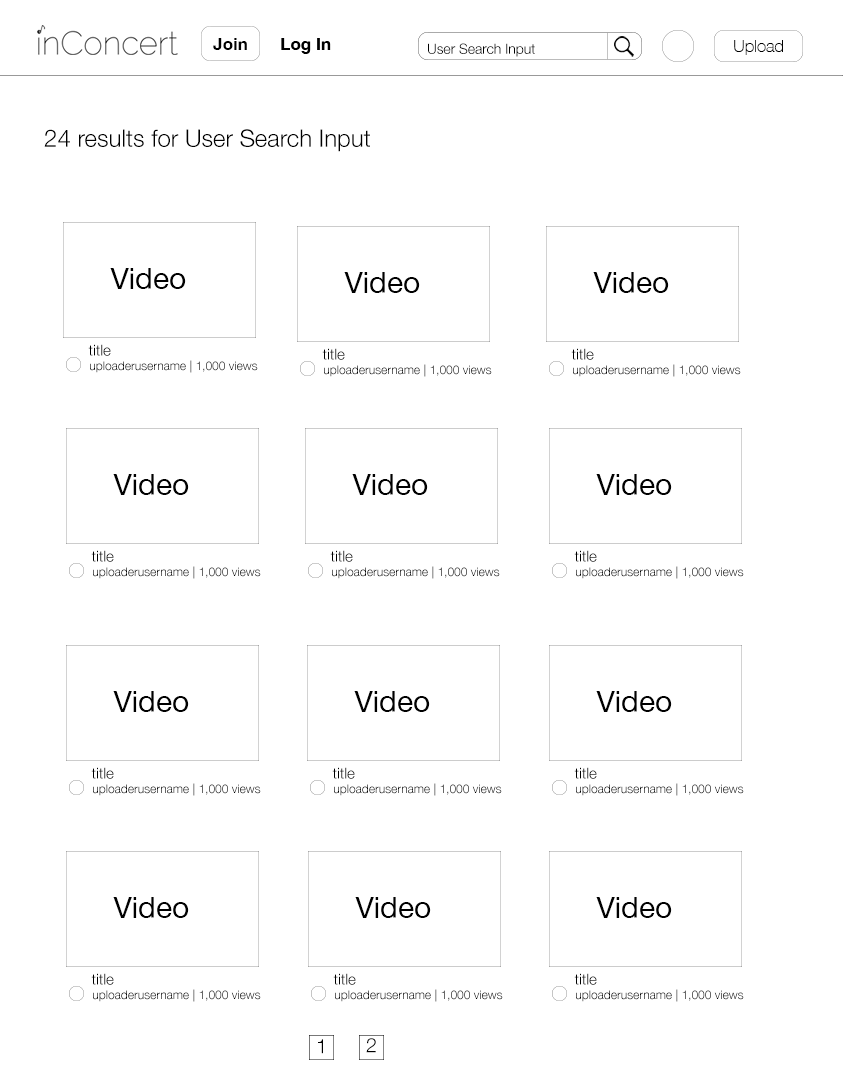 inConcert Join Log In User Search Input Upload
24 results for User Search Input
Video Video Video
title title title
uploaderusername | 1,000 views uploaderusername | 1,000 views uploaderusername | 1,000 views
Video Video Video
title title title
uploaderusername | 1,000 views uploaderusername | 1,000 views uploaderusername | 1,000 views
Video Video Video
title title title
uploaderusername | 1,000 views uploaderusername | 1,000 views uploaderusername | 1,000 views
Video Video Video
title title title
uploaderusername | 1,000 views uploaderusername | 1,000 views uploaderusername | 1,000 views
1 2